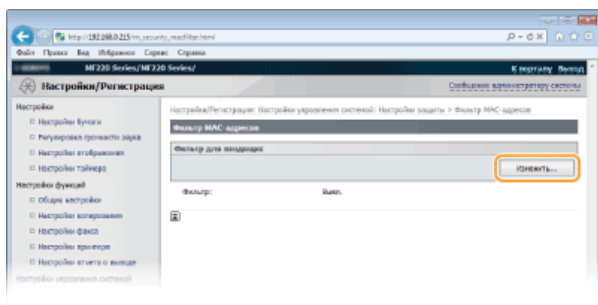 http://192.168.0.215/m_security_macfilter.html
Файл Правка Вид Избранное Сервис Справка
MF220 Series/MF220 Series/
К порталу Выход
Настройки/Регистрация
Сообщение администратору системы
Настройки
Настройки бумаги
Регулировка громкости звука
Настройки отображения
Настройки таймера
Настройки функций
Общие настройки
Настройки копирования
Настройки факса
Настройки принтера
Настройки отчета о выводе
Настройки управления системой
Настройки/Регистрация: Настройки управления системой: Настройки защиты > Фильтр MAC-адресов
Фильтр MAC-адресов
Фильтр для входящих
Изменить...
Фильтр: Выкл.